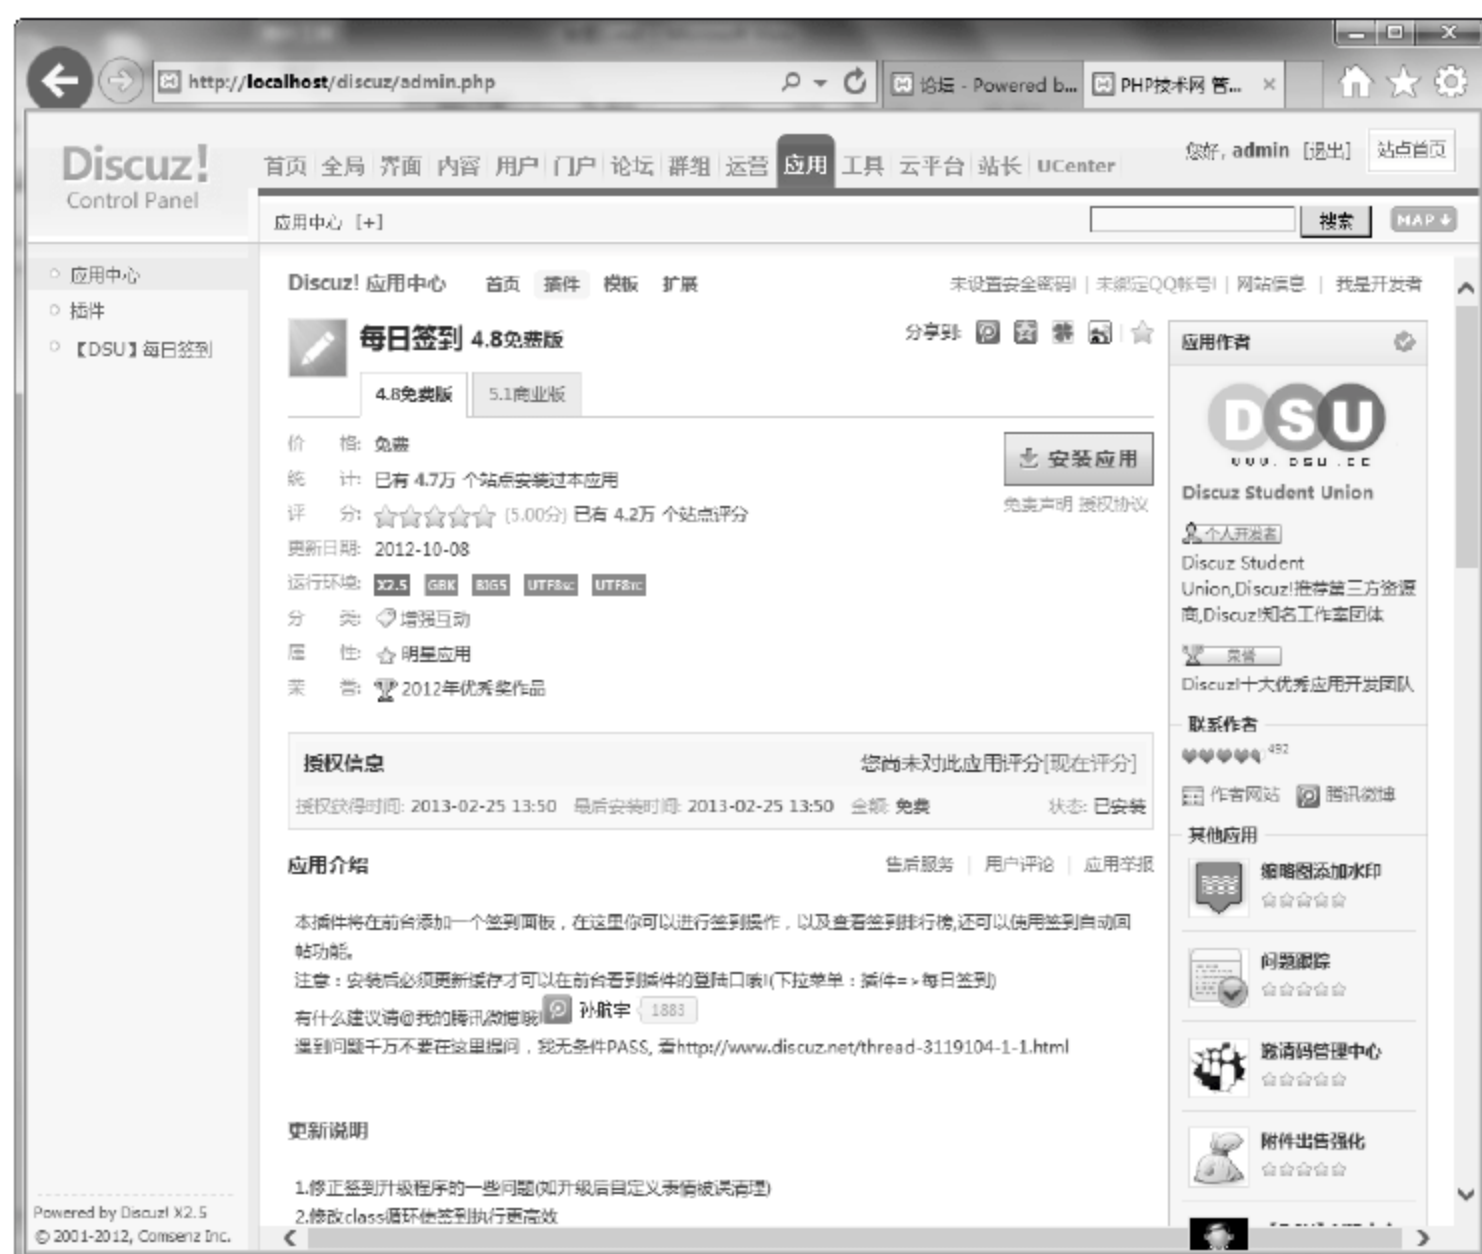 http://localhost/discuz/admin.php
论坛 - Powered b...
PHP技术网 管...
Discuz!
Control Panel
首页 全局 界面 内容 用户 门户 论坛 群组 运营 应用 工具 云平台 站长 UCenter
您好, admin [退出] 站点首页
应用中心 [+]
搜索
MAP
应用中心
插件
【DSU】每日签到
Discuz! 应用中心 首页 插件 模板 扩展
未设置安全密码! | 未绑定QQ帐号! | 网站信息 | 我是开发者
每日签到 4.8免费版
分享到:
4.8免费版 5.1商业版
价 格: 免费
统 计: 已有 4.7万 个站点安装过本应用
评 分: (5.00分) 已有 4.2万 个站点评分
更新日期: 2012-10-08
运行环境: X2.5 GBK BIG5 UTF8SC UTF8TC
分 类: 增强互动
属 性: 明星应用
荣 誉: 2012年优秀奖作品
安装应用
免责声明 授权协议
授权信息
您尚未对此应用评分[现在评分]
授权获得时间: 2013-02-25 13:50 最后安装时间: 2013-02-25 13:50 金额: 免费 状态: 已安装
应用介绍
售后服务 | 用户评论 | 应用举报
本插件将在前台添加一个签到面板，在这里你可以进行签到操作，以及查看签到排行榜,还可以使用签到自动回
帖功能。
注意：安装后必须更新缓存才可以在前台看到插件的登陆口哦!(下拉菜单：插件=>每日签到)
有什么建议请@我的腾讯微博哦! 孙航宇 1883
遇到问题千万不要在这里提问，我无条件PASS, 看http://www.discuz.net/thread-3119104-1-1.html
更新说明
1.修正签到升级程序的一些问题(如升级后自定义表情被误清理)
2.修改class循环使签到执行更高效
应用作者
DSU
WWW.DSU.CC
Discuz Student Union
个人开发者
Discuz Student
Union,Discuz!推荐第三方资源
商,Discuz!知名工作室团体
荣誉
Discuz!十大优秀应用开发团队
联系作者
492
作者网站 腾讯微博
其他应用
缩略图添加水印
问题跟踪
邀请码管理中心
附件出售强化
Powered by Discuz! X2.5
© 2001-2012, Comsenz Inc.